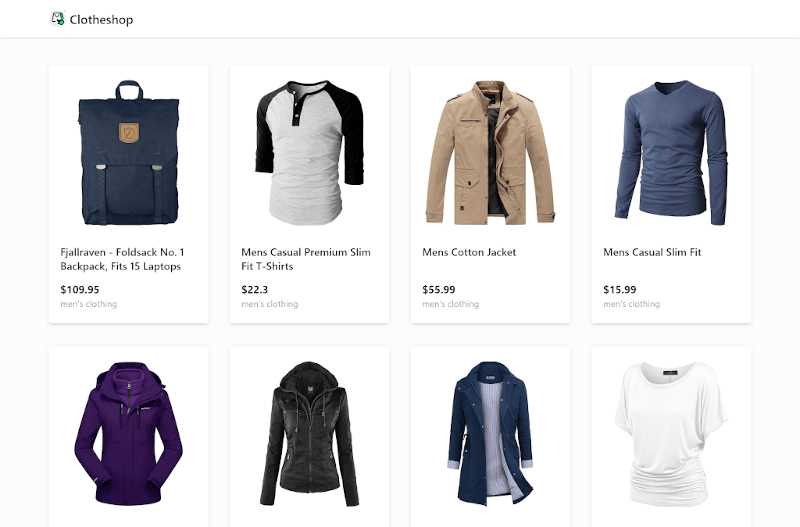 Clotheshop
Fjallraven - Foldsack No. 1
Backpack, Fits 15 Laptops
$109.95
men's clothing
Mens Casual Premium Slim
Fit T-Shirts
$22.3
men's clothing
Mens Cotton Jacket
$55.99
men's clothing
Mens Casual Slim Fit
$15.99
men's clothing